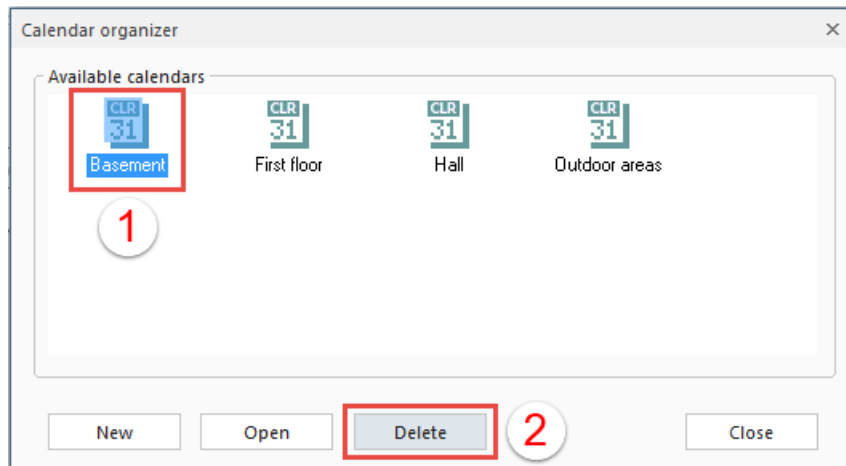 Calendar organizer
Available calendars
CLR CLR CLR CLR
31 31 31 31
Basement First floor Hall Outdoor areas
1
New Open Delete 2 Close